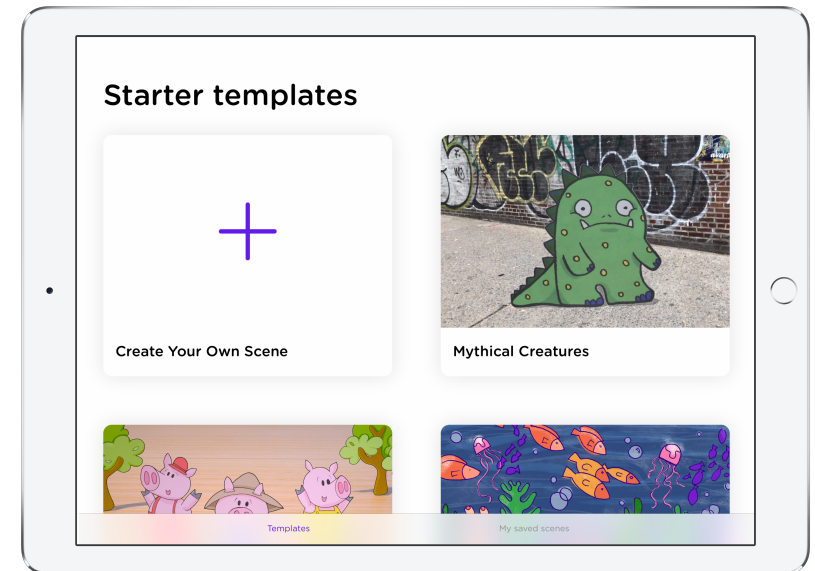 Starter templates
Create Your Own Scene
Mythical Creatures
Templates
My saved scenes